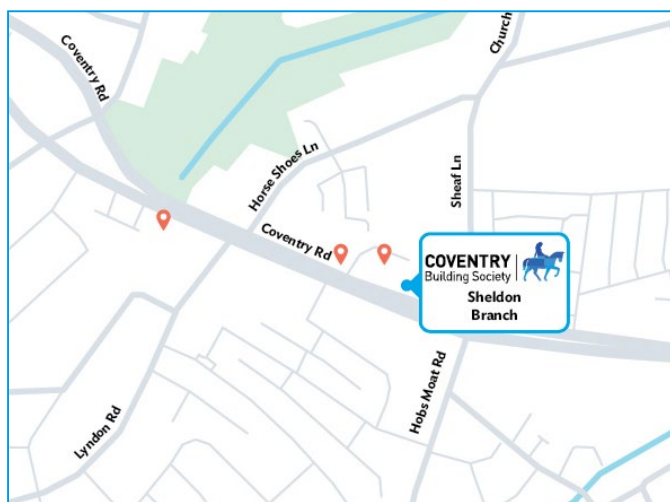 Coventry Rd
Church
Horse Shoes Ln
Sheaf Ln
Coventry Rd
COVENTRY
Building Society
Sheldon
Branch
Hobs Moat Rd
Lyndon Rd